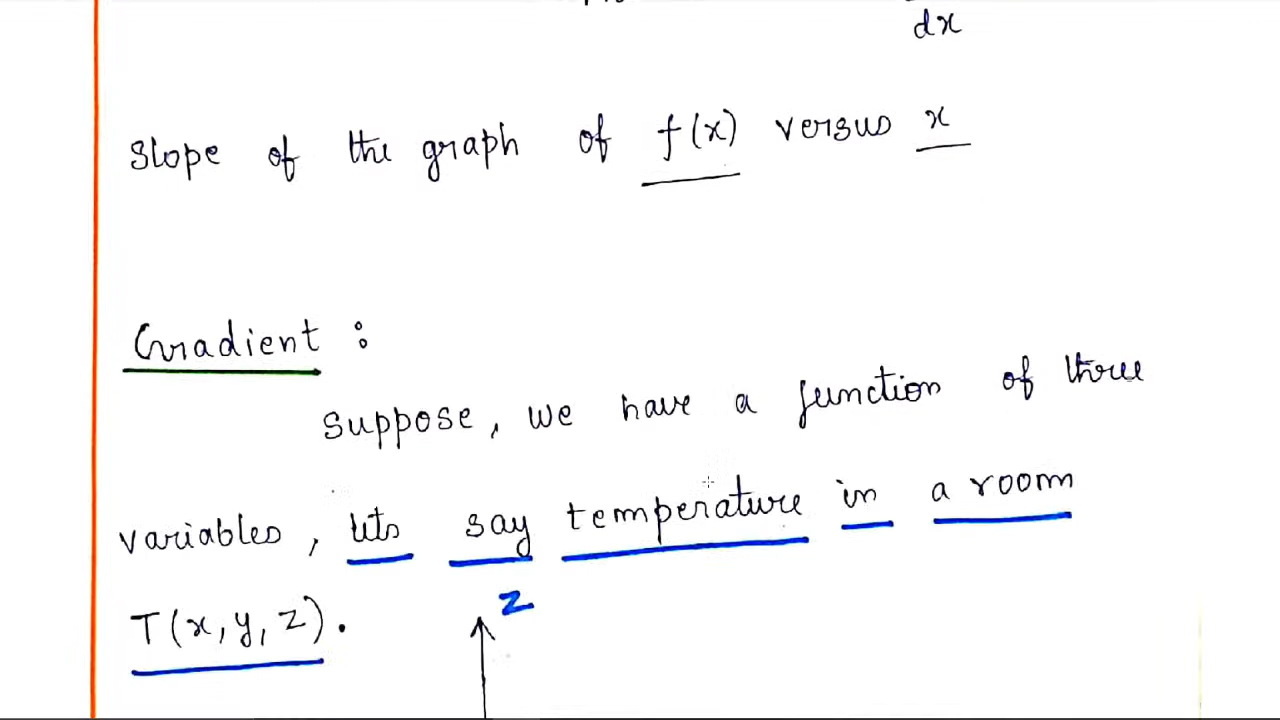 dx
Slope of the graph of f(x) versus x
Gradient :
Suppose, we have a function of three
variables, lets say temperature in a room
T(x, y, z).
z